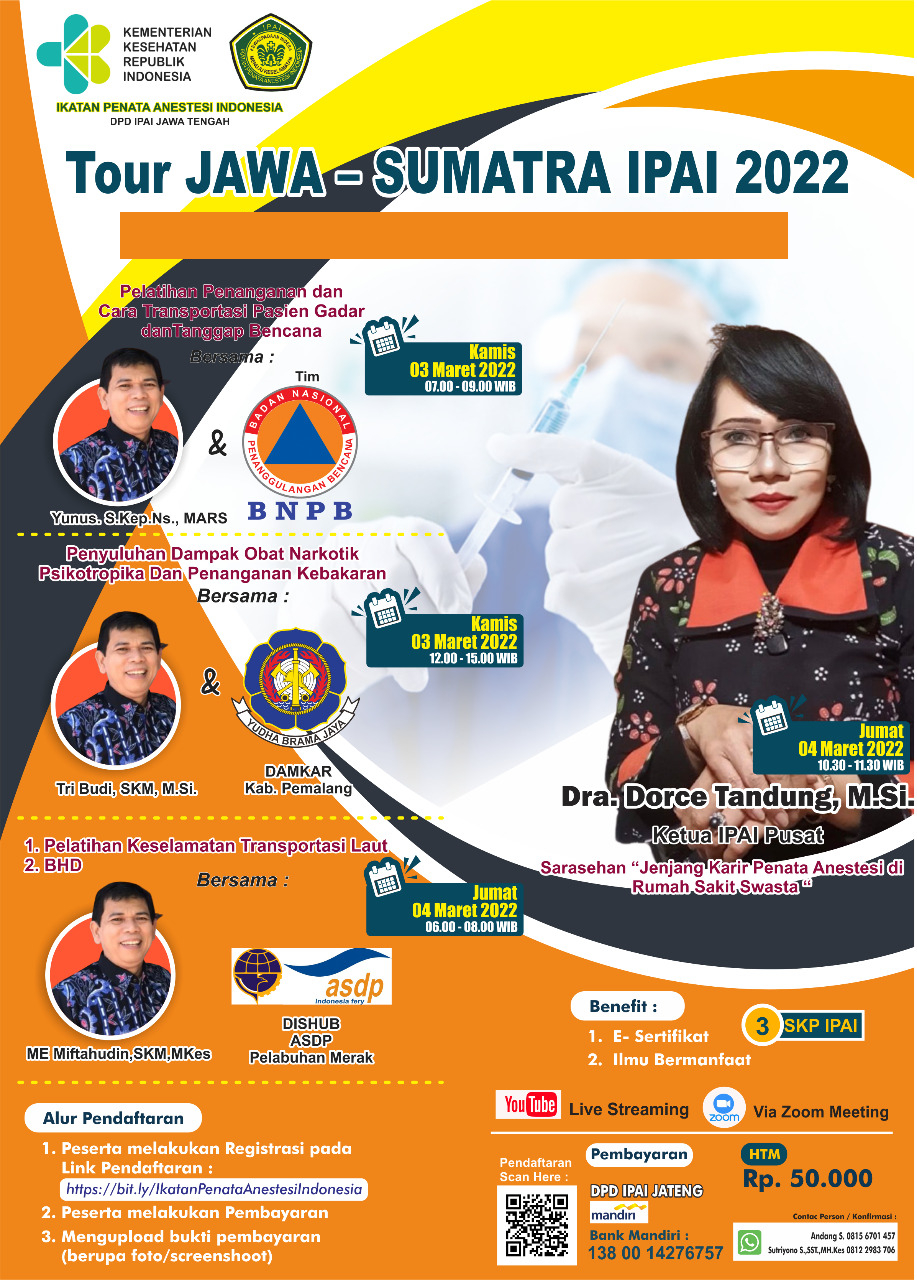 KEMENTERIAN
KESEHATAN
REPUBLIK
INDONESIA
IPAI
IKATAN PENATA ANESTESI INDONESIA
DPD IPAI JAWA TENGAH
Tour JAWA – SUMATRA IPAI 2022
Pelatihan Penanganan dan
Cara Transportasi Pasien Gadar
danTanggap Bencana
Bersama :
Kamis
03 Maret 2022
07.00 - 09.00 WIB
Tim
&
BADAN NASIONAL
PENANGGULANGAN BENCANA
BNPB
Yunus. S.Kep.Ns., MARS
Penyuluhan Dampak Obat Narkotik
Psikotropika Dan Penanganan Kebakaran
Bersama :
Kamis
03 Maret 2022
12.00 - 15.00 WIB
&
YUDHA BRAMA JAYA
DAMKAR
Kab. Pemalang
Tri Budi, SKM, M.Si.
Jumat
04 Maret 2022
10.30 - 11.30 WIB
Dra. Dorce Tandung, M.Si.
Ketua IPAI Pusat
Sarasehan “Jenjang Karir Penata Anestesi di
Rumah Sakit Swasta “
1. Pelatihan Keselamatan Transportasi Laut
2. BHD
Bersama :
Jumat
04 Maret 2022
06.00 - 08.00 WIB
asdp
Indonesia fery
DISHUB
ASDP
Pelabuhan Merak
ME Miftahudin,SKM,MKes
Benefit :
1. E- Sertifikat
2. Ilmu Bermanfaat
3 SKP IPAI
YouTube Live Streaming
zoom Via Zoom Meeting
Alur Pendaftaran
1. Peserta melakukan Registrasi pada
Link Pendaftaran :
https://bit.ly/IkatanPenataAnestesiIndonesia
2. Peserta melakukan Pembayaran
3. Mengupload bukti pembayaran
(berupa foto/screenshoot)
Pendaftaran
Scan Here :
Pembayaran
DPD IPAI JATENG
mandiri
Bank Mandiri :
138 00 14276757
HTM
Rp. 50.000
Contac Person / Konfirmasi :
Andang S. 0815 6701 457
Sutriyono S.,SST.,MH.Kes 0812 2983 706